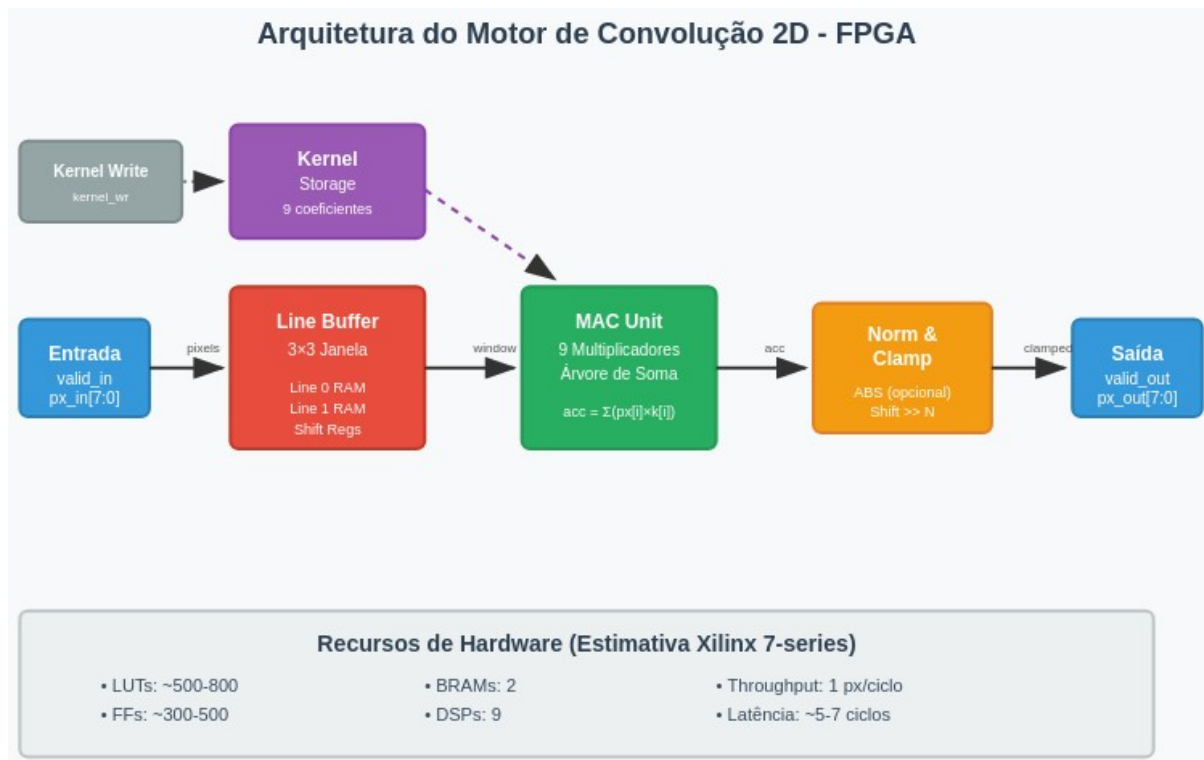 Arquitetura do Motor de Convolução 2D - FPGA
Kernel Write
kernel_wr
Kernel
Storage
9 coeficientes
Entrada
valid_in
px_in[7:0]
pixels
Line Buffer
3×3 Janela
Line 0 RAM
Line 1 RAM
Shift Regs
window
MAC Unit
9 Multiplicadores
Árvore de Soma
acc = Σ(px[i]×k[i])
acc
Norm &
Clamp
ABS (opcional)
Shift >> N
clamped
Saída
valid_out
px_out[7:0]
Recursos de Hardware (Estimativa Xilinx 7-series)
• LUTs: ~500-800
• BRAMs: 2
• Throughput: 1 px/ciclo
• FFs: ~300-500
• DSPs: 9
• Latência: ~5-7 ciclos